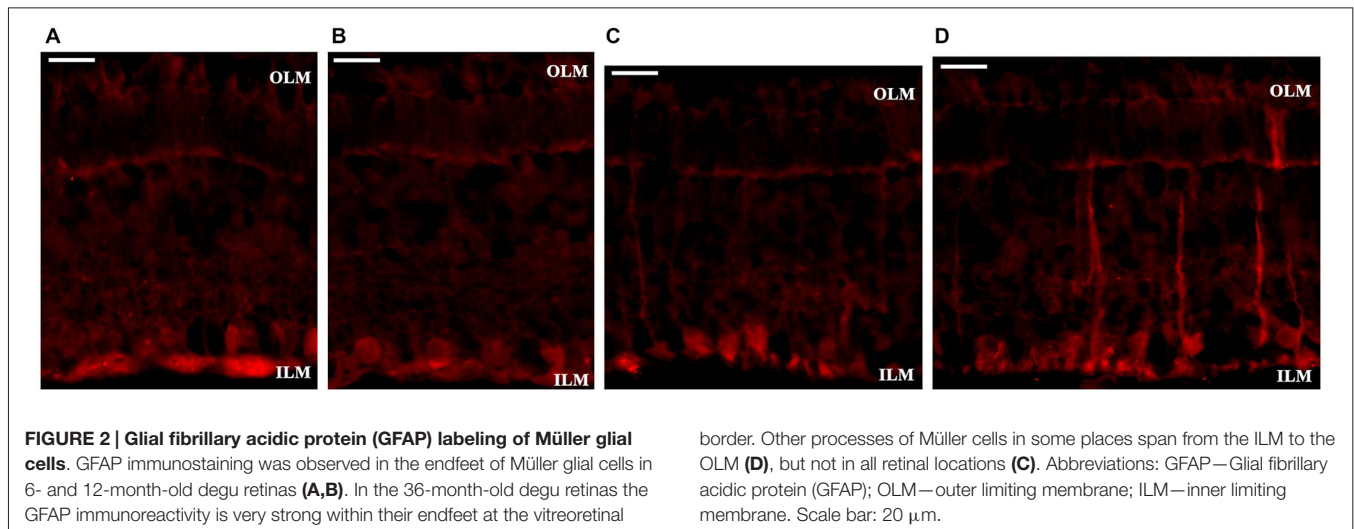 A
B
C
D
OLM
OLM
OLM
OLM
ILM
ILM
ILM
ILM
FIGURE 2 | Glial fibrillary acidic protein (GFAP) labeling of Müller glial
cells. GFAP immunostaining was observed in the endfeet of Müller glial cells in
6- and 12-month-old degu retinas (A,B). In the 36-month-old degu retinas the
GFAP immunoreactivity is very strong within their endfeet at the vitreoretinal
border. Other processes of Müller cells in some places span from the ILM to the
OLM (D), but not in all retinal locations (C). Abbreviations: GFAP—Glial fibrillary
acidic protein (GFAP); OLM—outer limiting membrane; ILM—inner limiting
membrane. Scale bar: 20 μm.